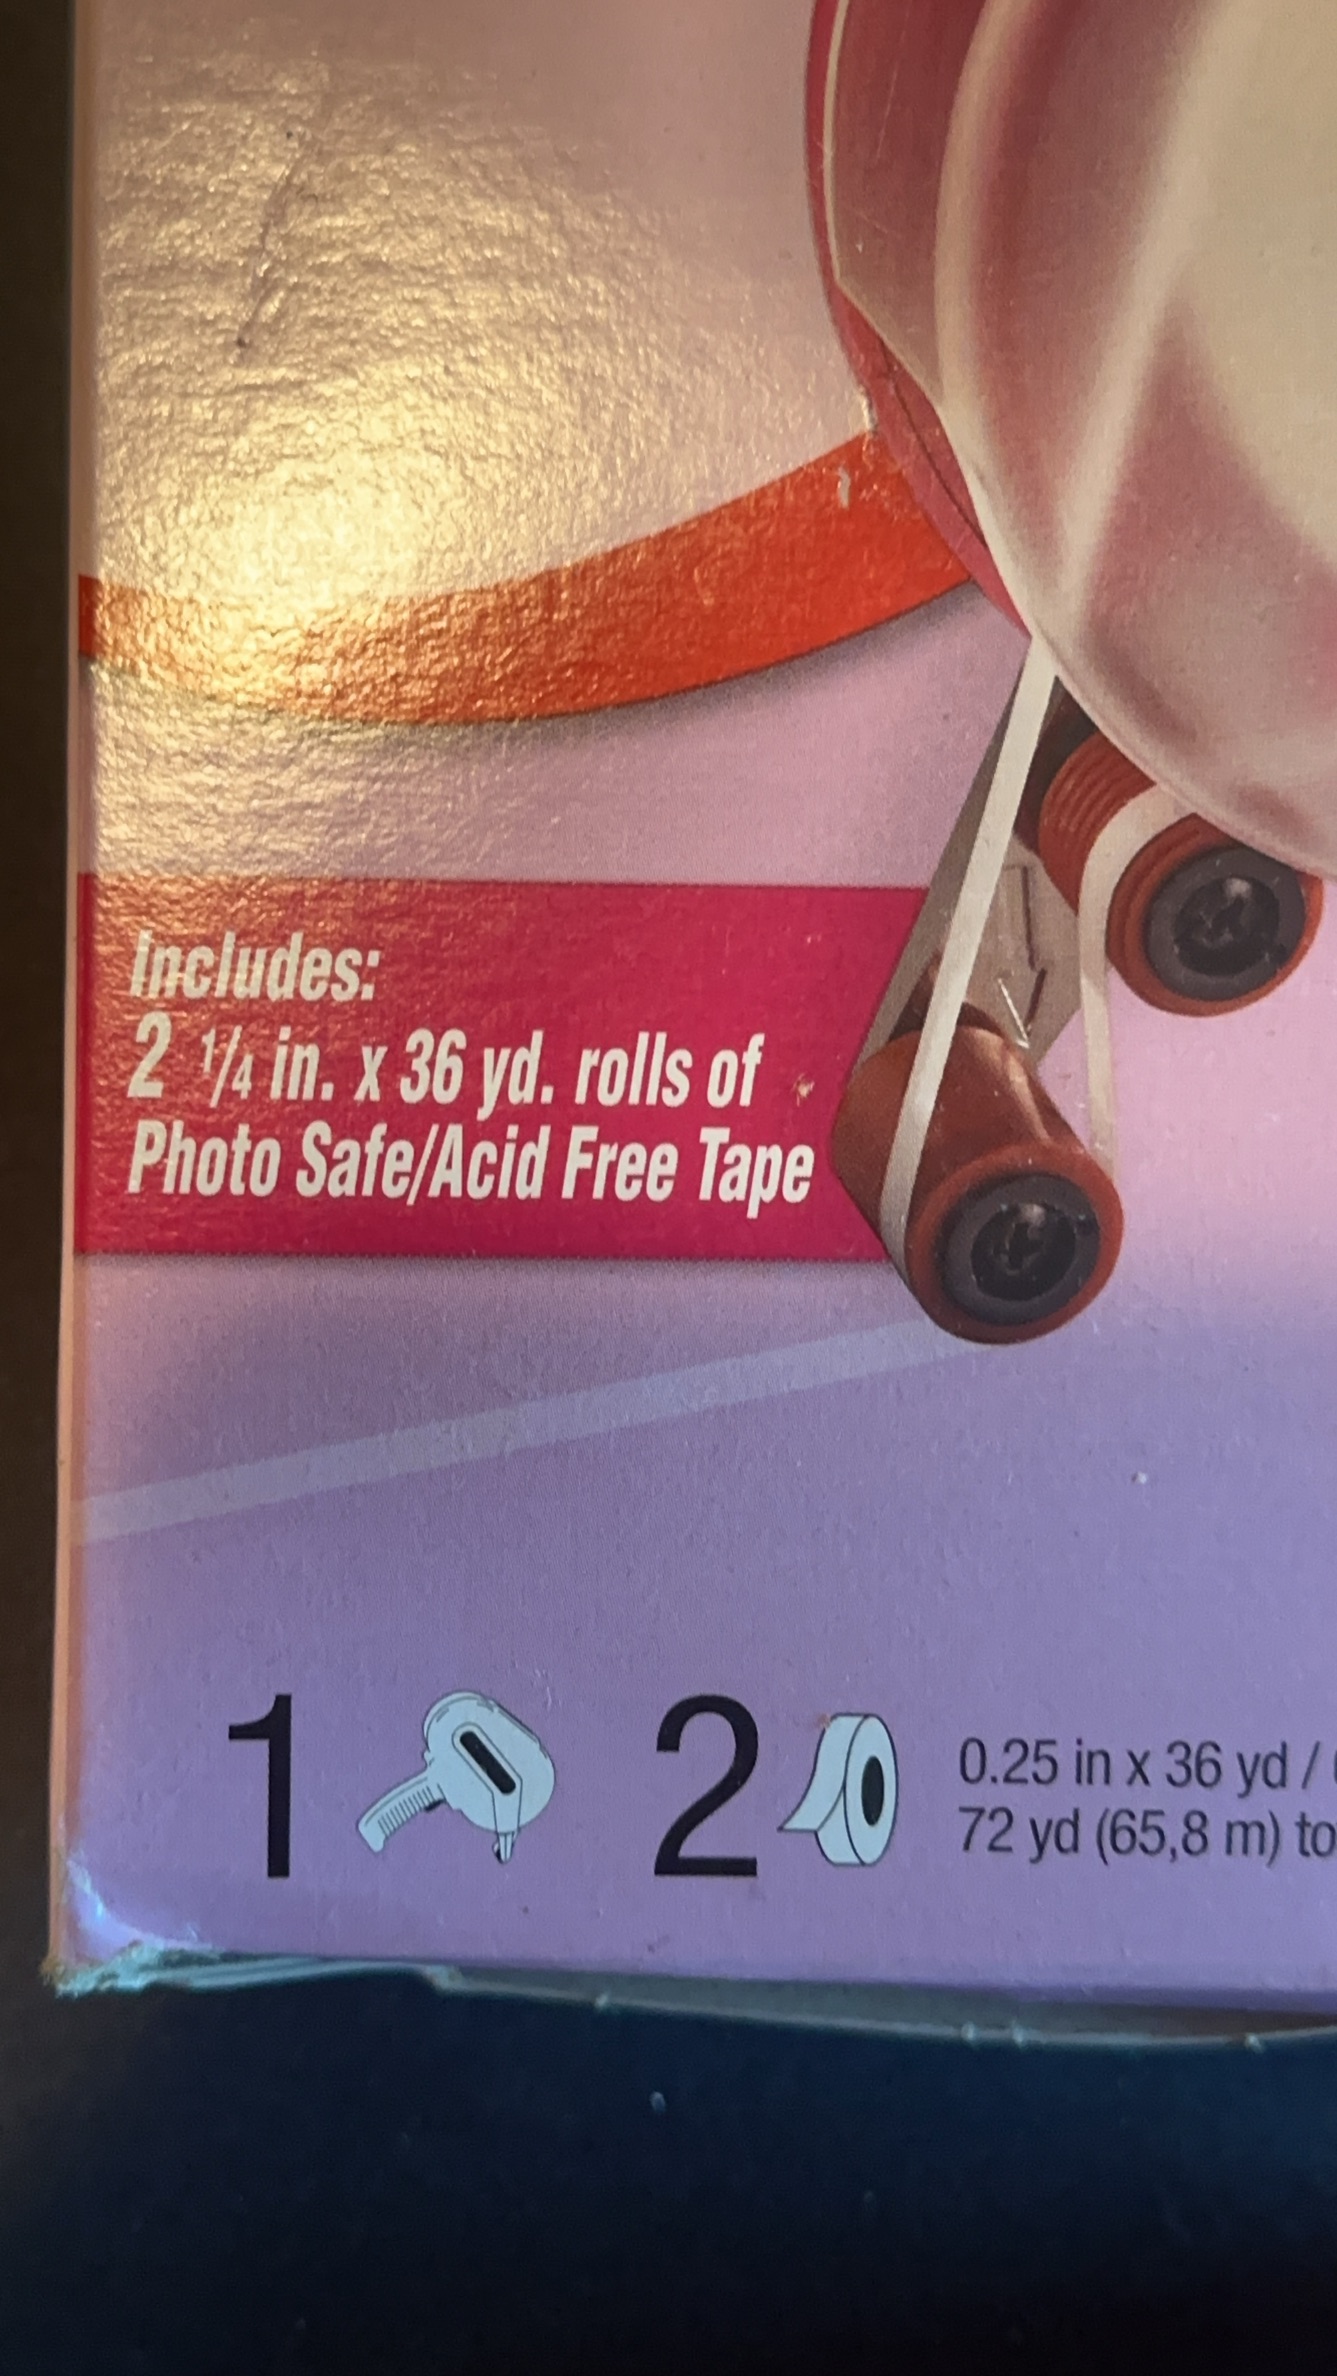 Includes:
2 1/4 in. x 36 yd. rolls of
Photo Safe/Acid Free Tape
1 2
0.25 in x 36 yd /
72 yd (65,8 m)